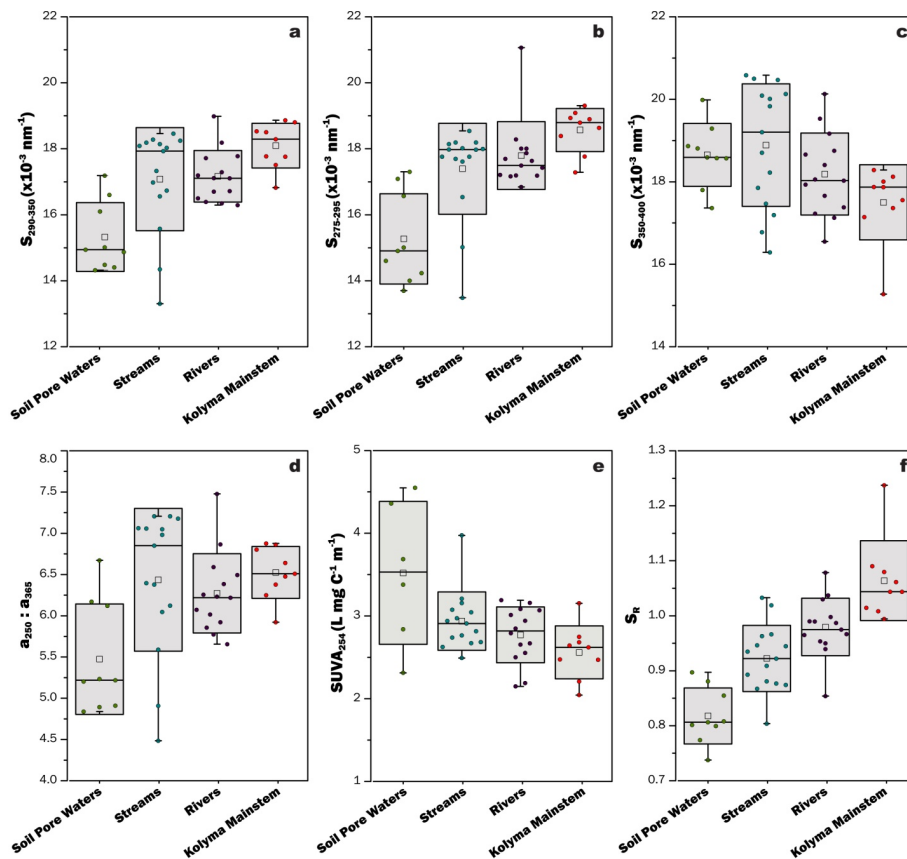 a
22
20
18
16
14
12
S290-350 (x10-3 nm-1)
Soil Pore Waters
Streams
Rivers
Kolyma Mainstem
b
22
20
18
16
14
12
S275-295 (x10-3 nm-1)
Soil Pore Waters
Streams
Rivers
Kolyma Mainstem
c
22
20
18
16
14
S350-400 (x10-3 nm-1)
Soil Pore Waters
Streams
Rivers
Kolyma Mainstem
d
8.0
7.5
7.0
6.5
6.0
5.5
5.0
4.5
4.0
a250 : a365
Soil Pore Waters
Streams
Rivers
Kolyma Mainstem
e
5
4
3
2
1
SUVA254 (L mg C-1 m-1)
Soil Pore Waters
Streams
Rivers
Kolyma Mainstem
f
1.3
1.2
1.1
1.0
0.9
0.8
0.7
SR
Soil Pore Waters
Streams
Rivers
Kolyma Mainstem